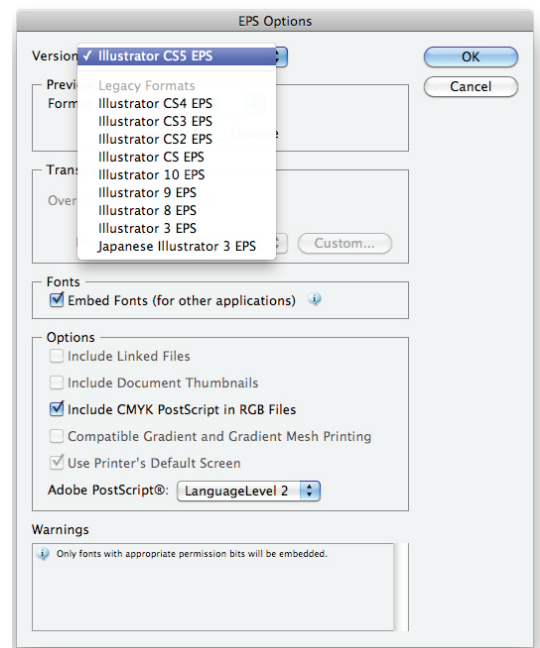 EPS Options
Version ✓ Illustrator CS5 EPS
OK
Cancel
Legacy Formats
Illustrator CS4 EPS
Illustrator CS3 EPS
Illustrator CS2 EPS
Illustrator CS EPS
Illustrator 10 EPS
Illustrator 9 EPS
Illustrator 8 EPS
Illustrator 3 EPS
Japanese Illustrator 3 EPS
Previ
Form
Trans
Over
Custom...
Fonts
Embed Fonts (for other applications)
Options
Include Linked Files
Include Document Thumbnails
Include CMYK PostScript in RGB Files
Compatible Gradient and Gradient Mesh Printing
Use Printer's Default Screen
Adobe PostScript®: LanguageLevel 2
Warnings
Only fonts with appropriate permission bits will be embedded.